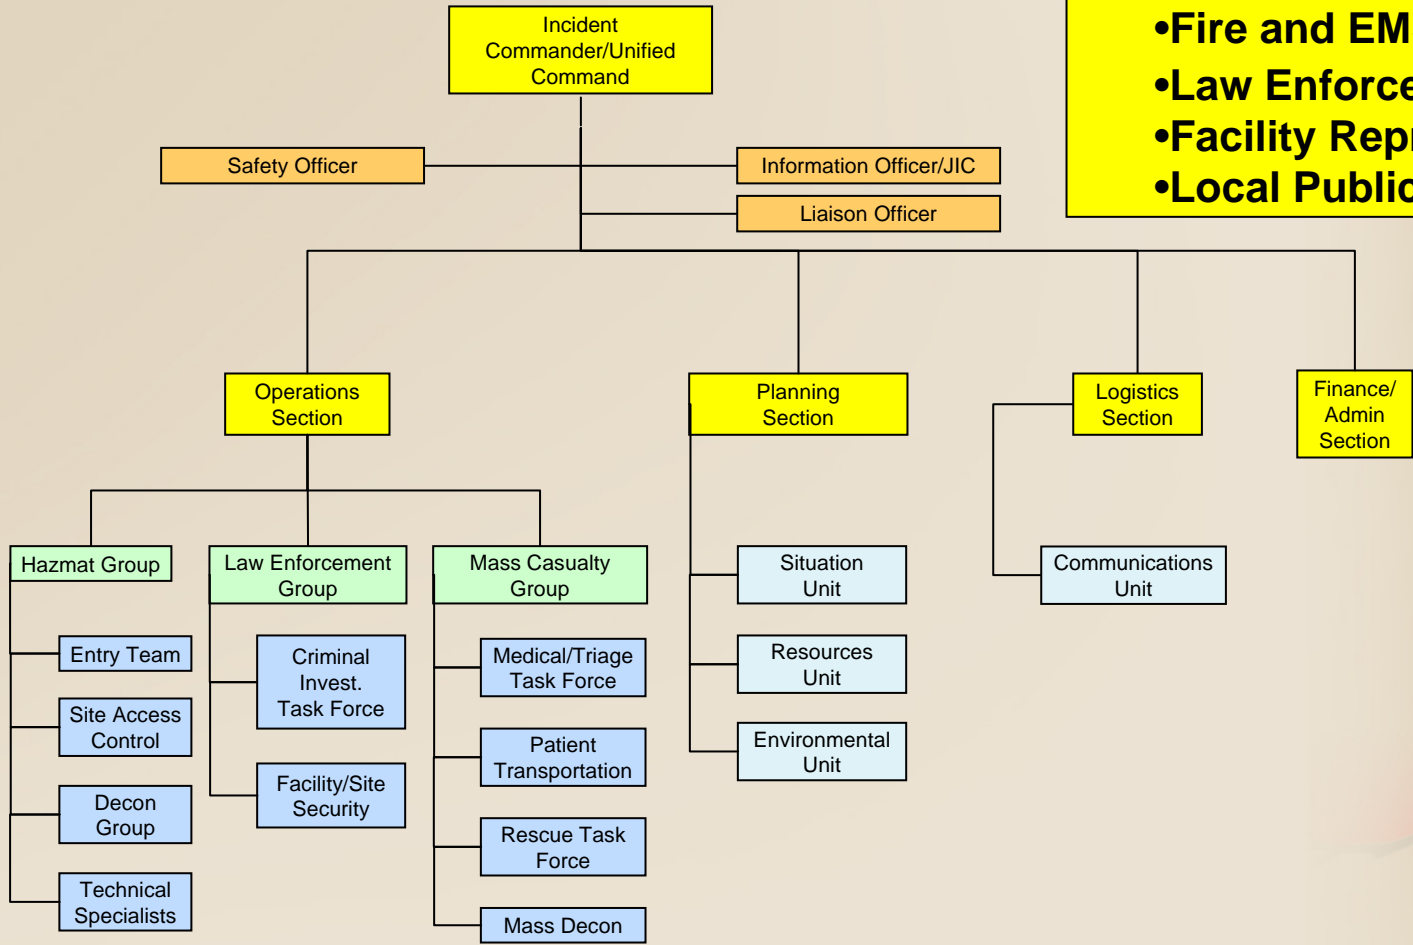 Incident
Commander/Unified
Command
•Fire and EM
•Law Enforce
•Facility Repr
•Local Public
Safety Officer
Information Officer/JIC
Liaison Officer
Operations
Section
Planning
Section
Logistics
Section
Finance/
Admin
Section
Hazmat Group
Law Enforcement
Group
Mass Casualty
Group
Situation
Unit
Communications
Unit
Entry Team
Criminal
Invest.
Task Force
Medical/Triage
Task Force
Resources
Unit
Site Access
Control
Patient
Transportation
Environmental
Unit
Decon
Group
Facility/Site
Security
Rescue Task
Force
Technical
Specialists
Mass Decon